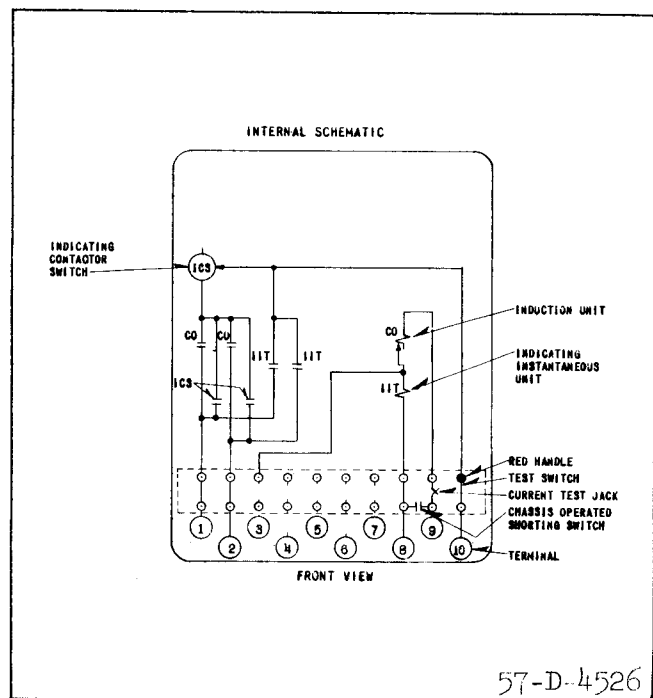 INTERNAL SCHEMATIC
INDICATING
CONTACTOR
SWITCH
ICS
CO
CO
IIT
IIT
ICS
CO
IIT
INDUCTION UNIT
INDICATING
INSTANTANEOUS
UNIT
RED HANDLE
TEST SWITCH
CURRENT TEST JACK
CHASSIS OPERATED
SHORTING SWITCH
TERMINAL
1
3
5
7
9
2
4
6
8
10
FRONT VIEW
57-D-4526